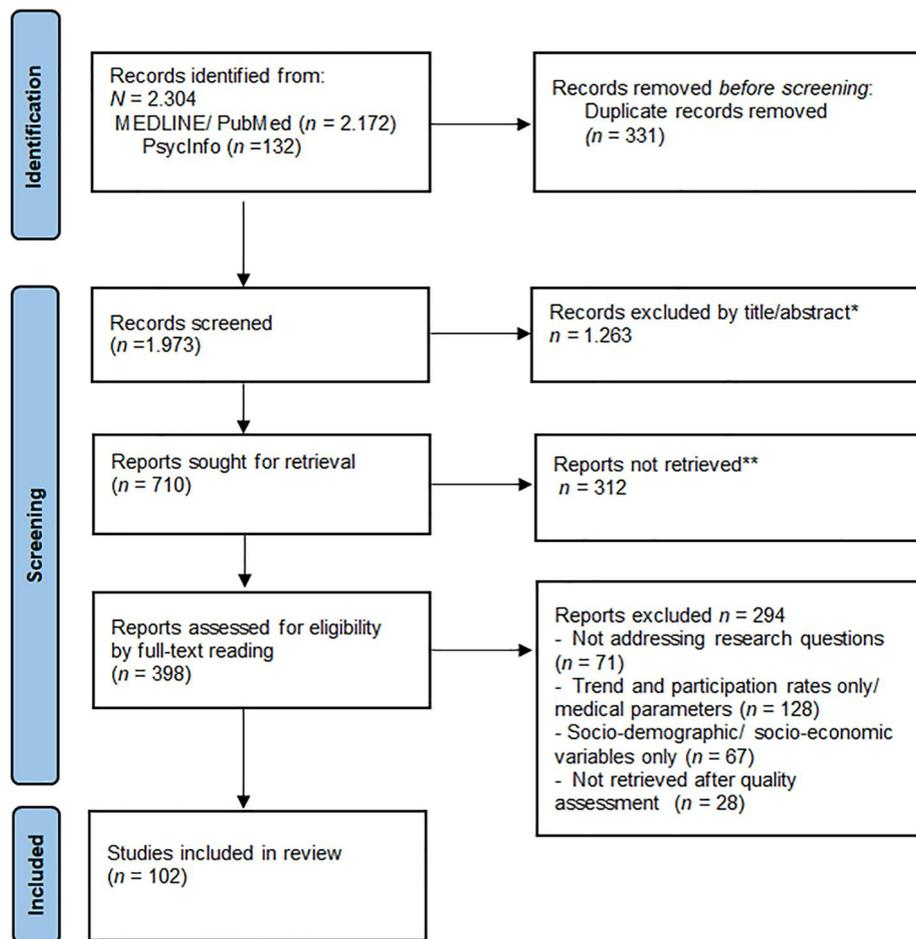 Identification
Records identified from:
N = 2.304
MEDLINE/ PubMed (n = 2.172)
PsycInfo (n =132)
Records removed before screening:
Duplicate records removed
(n = 331)
Screening
Records screened
(n =1.973)
Records excluded by title/abstract*
n = 1.263
Reports sought for retrieval
(n = 710)
Reports not retrieved**
n = 312
Reports assessed for eligibility
by full-text reading
(n = 398)
Reports excluded n = 294
- Not addressing research questions
(n = 71)
- Trend and participation rates only/
medical parameters (n = 128)
- Socio-demographic/ socio-economic
variables only (n = 67)
- Not retrieved after quality
assessment (n = 28)
Included
Studies included in review
(n = 102)